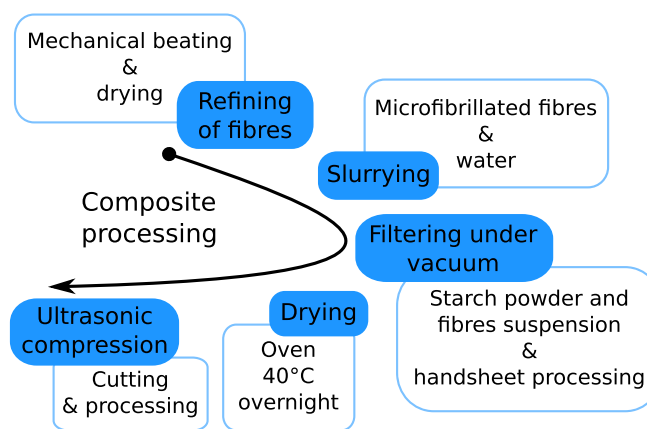 Mechanical beating
&
drying
Refining
of fibres
Microfibrillated fibres
&
water
Slurrying
Composite
processing
Filtering under
vacuum
Starch powder and
fibres suspension
&
handsheet processing
Drying
Oven
40°C
overnight
Ultrasonic
compression
Cutting
& processing